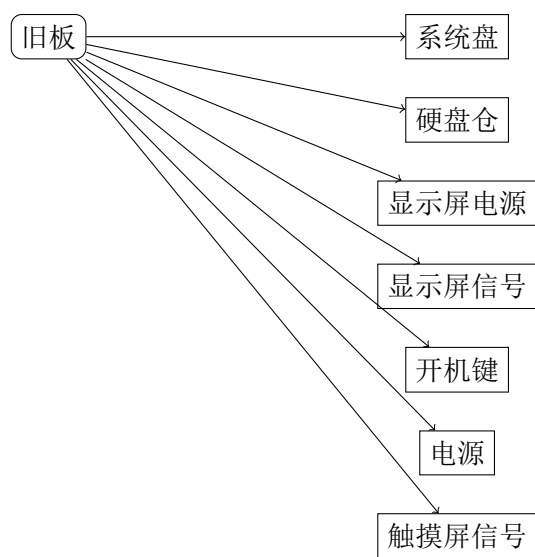 旧板
系统盘
硬盘仓
显示屏电源
显示屏信号
开机键
电源
触摸屏信号